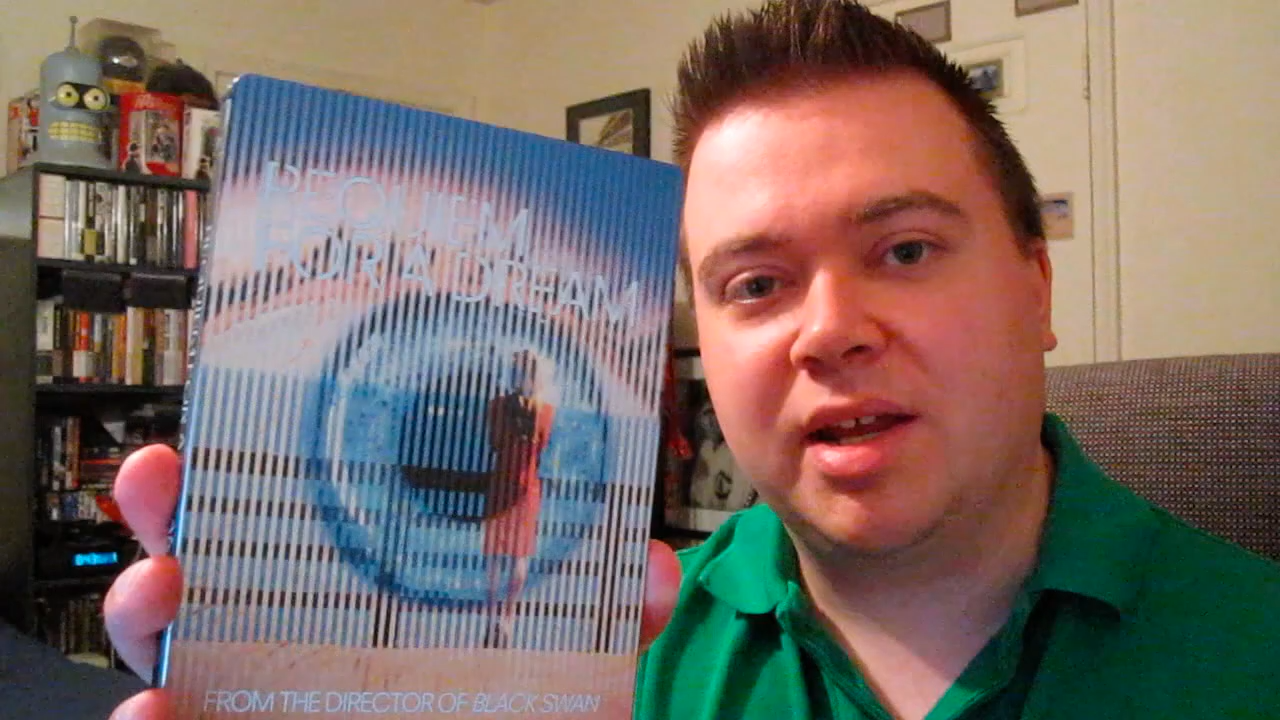 REQUIEM
FOR A DREAM
FROM THE DIRECTOR OF BLACK SWAN